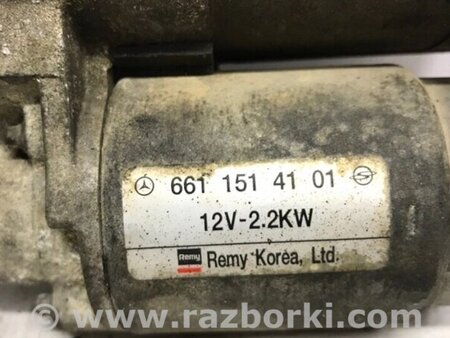 661 151 41 01
12V-2.2KW
Remy Remy Korea, Ltd.
© www.razborki.com